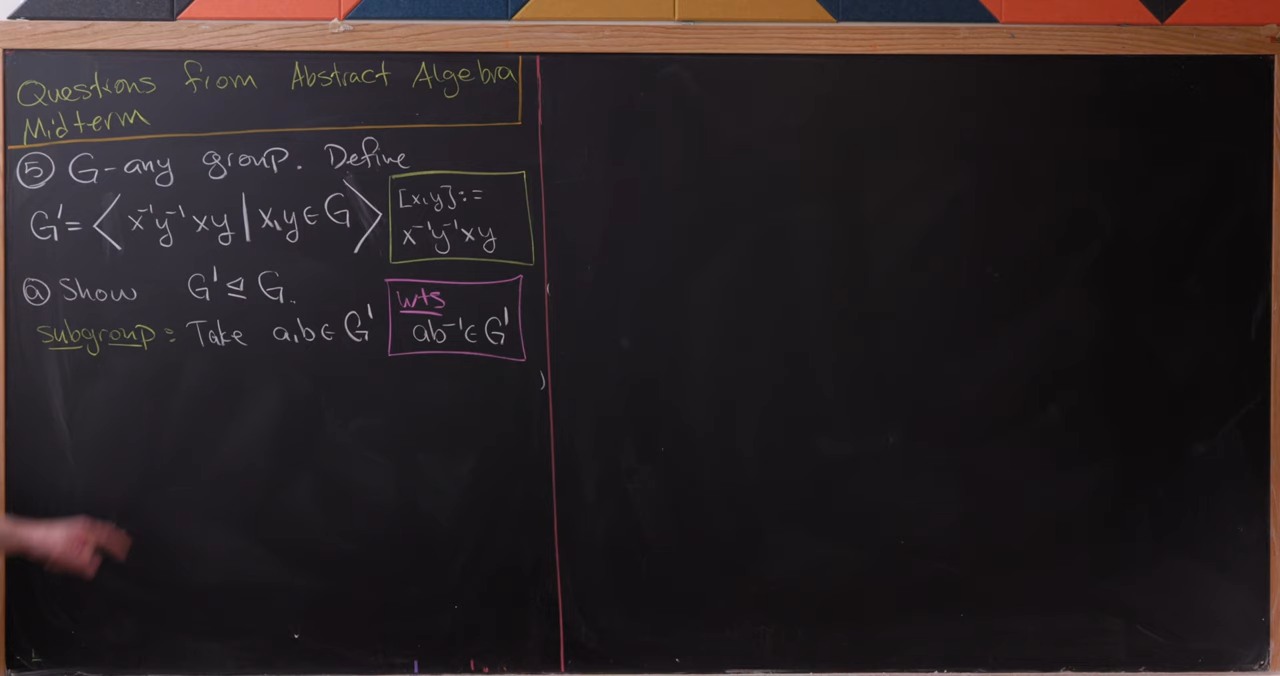 Questions from Abstract Algebra
Midterm
⑤ G-any group. Define
G' = ⟨x⁻¹y⁻¹xy | x,y ∈ G⟩
[x,y] :=
x⁻¹y⁻¹xy
ⓐ Show G' ⊴ G.
subgroup: Take a,b ∈ G'
wts
ab⁻¹ ∈ G'